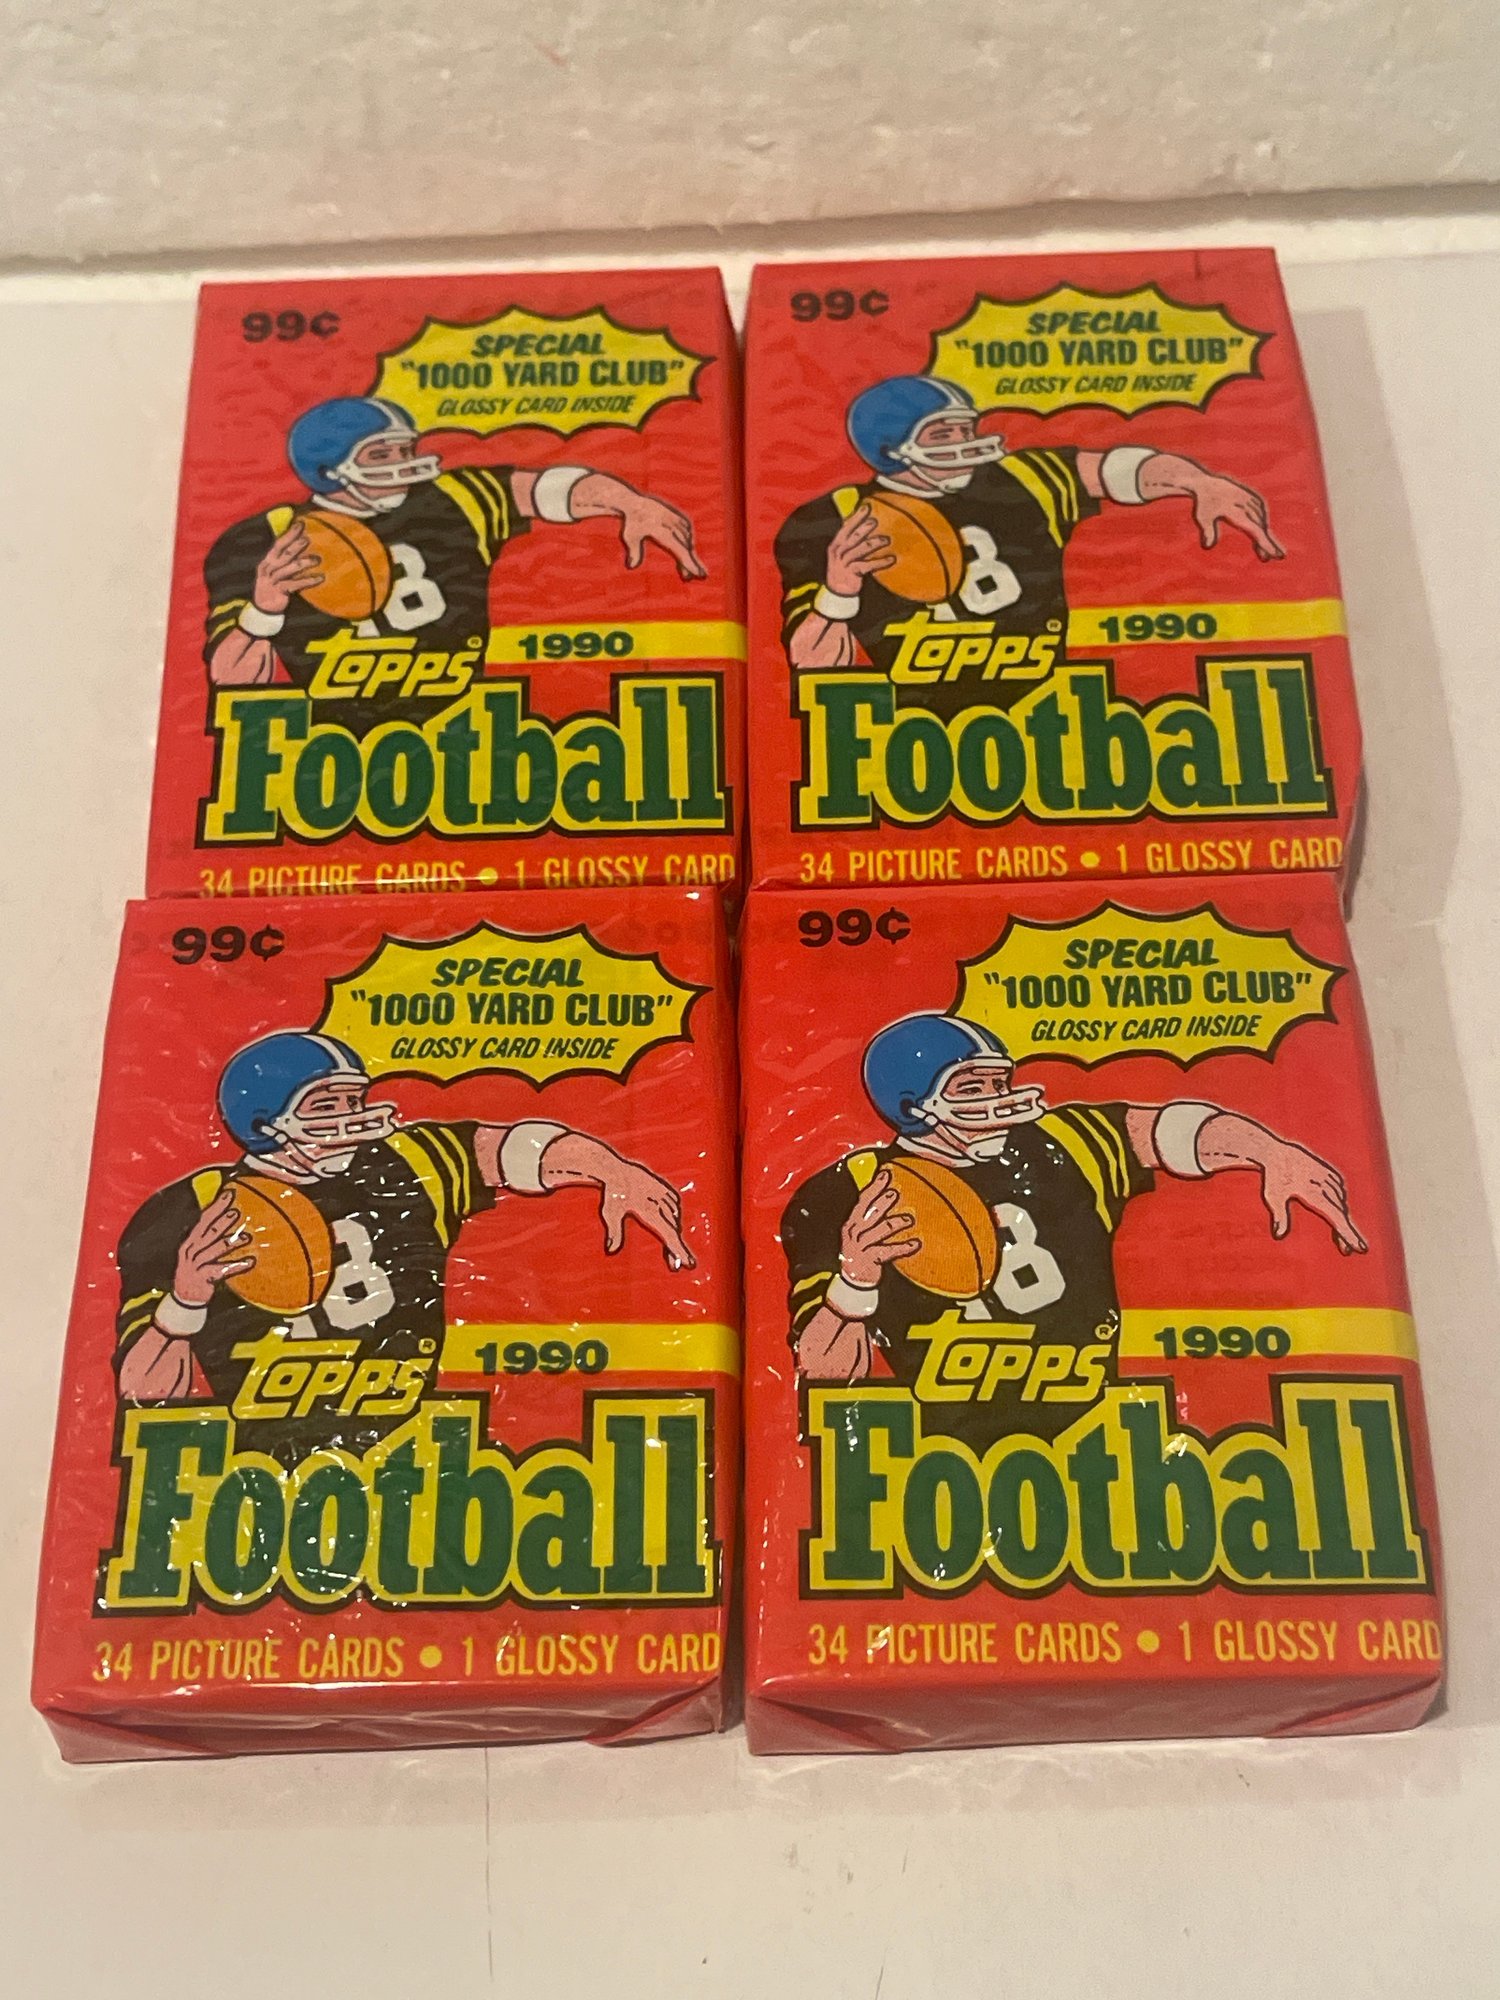 99¢
SPECIAL
"1000 YARD CLUB"
GLOSSY CARD INSIDE
18
TOPPS®
1990
Football
34 PICTURE CARDS • 1 GLOSSY CARD
99¢
SPECIAL
"1000 YARD CLUB"
GLOSSY CARD INSIDE
18
TOPPS®
1990
Football
34 PICTURE CARDS • 1 GLOSSY CARD
99¢
SPECIAL
"1000 YARD CLUB"
GLOSSY CARD INSIDE
18
TOPPS®
1990
Football
34 PICTURE CARDS • 1 GLOSSY CARD
99¢
SPECIAL
"1000 YARD CLUB"
GLOSSY CARD INSIDE
18
TOPPS®
1990
Football
34 PICTURE CARDS • 1 GLOSSY CARD